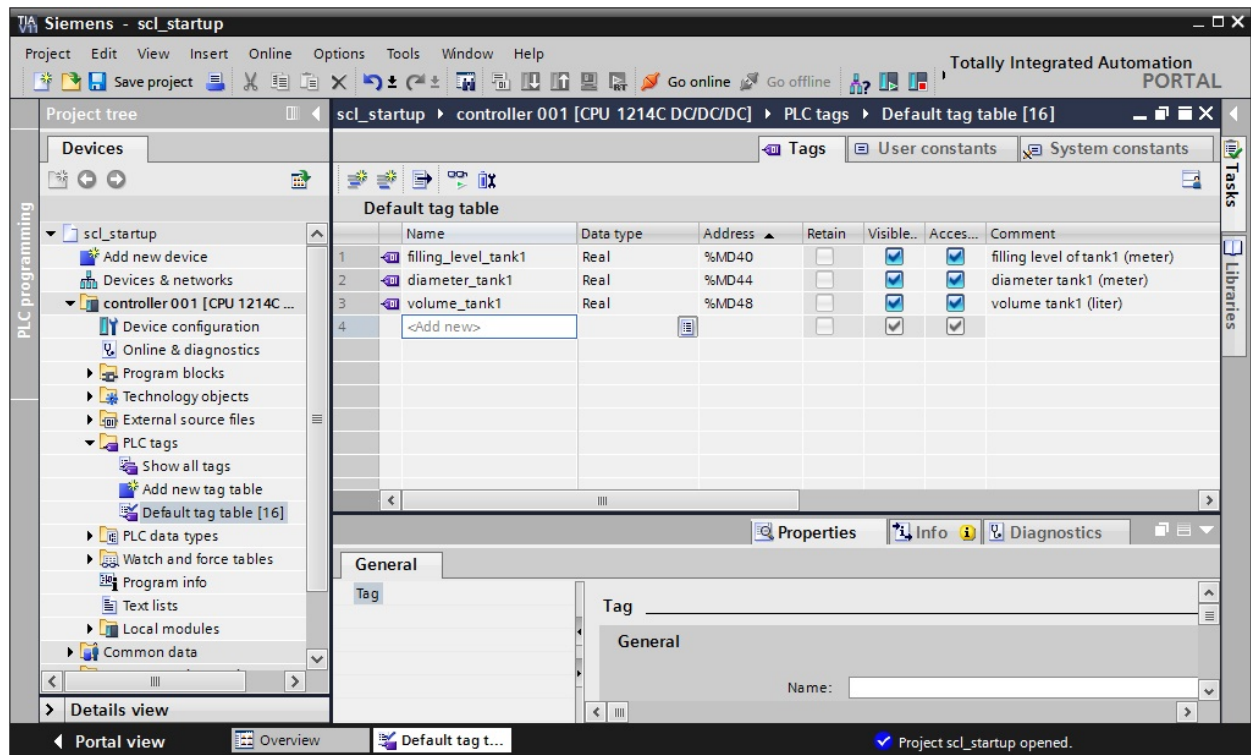 Siemens - scl_startup
Project Edit View Insert Online Options Tools Window Help
Totally Integrated Automation
PORTAL
Save project Go online Go offline
Project tree
scl_startup controller 001 [CPU 1214C DC/DC/DC] PLC tags Default tag table [16]
Devices
Tags User constants System constants
PLC programming
Tasks
Libraries
scl_startup
Add new device
Devices & networks
controller 001 [CPU 1214C ...
Device configuration
Online & diagnostics
Program blocks
Technology objects
External source files
PLC tags
Show all tags
Add new tag table
Default tag table [16]
PLC data types
Watch and force tables
Program info
Text lists
Local modules
Common data
Details view
Default tag table
Name Data type Address Retain Visible.. Acces... Comment
1 filling_level_tank1 Real %MD40 filling level of tank1 (meter)
2 diameter_tank1 Real %MD44 diameter tank1 (meter)
3 volume_tank1 Real %MD48 volume tank1 (liter)
4 <Add new>
Properties Info Diagnostics
General
Tag
Tag
General
Name:
Portal view Overview Default tag t... Project scl_startup opened.